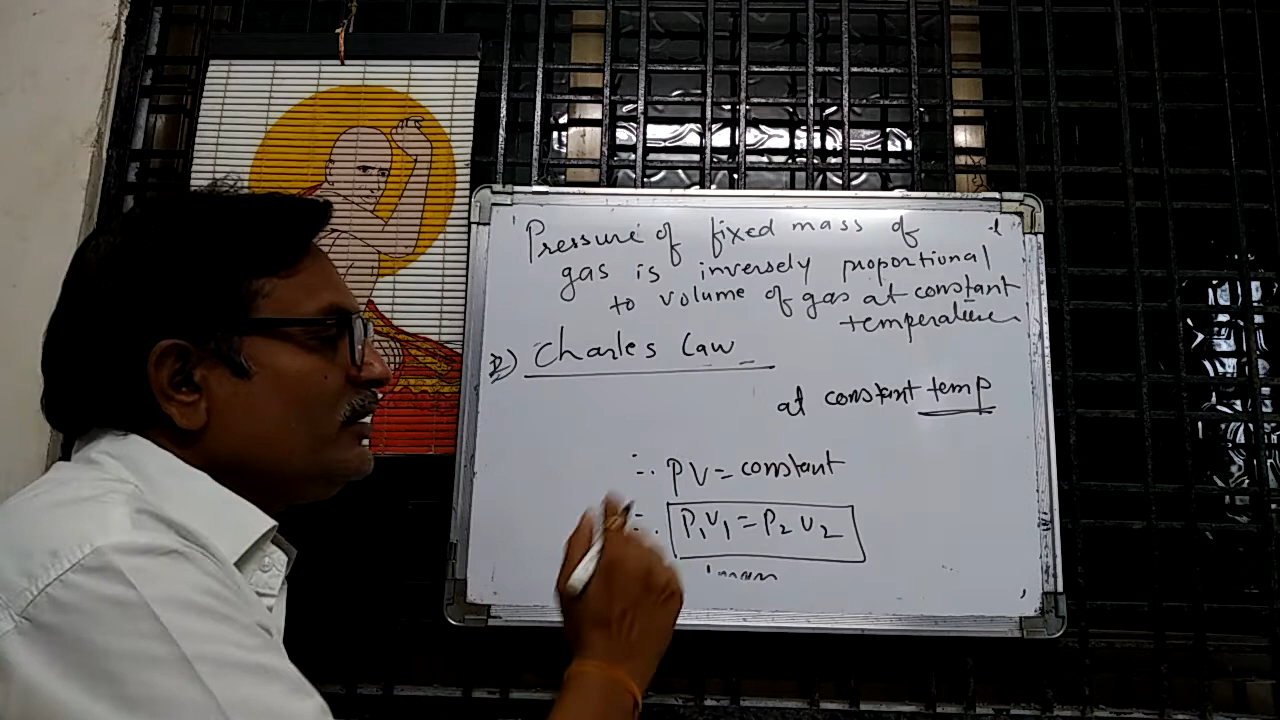 Pressure of fixed mass of
gas is inversely proportional
to volume of gas at constant
temperature
2) Charles Law
at constant temp
∴ PV = constant
∴ P₁V₁ = P₂V₂